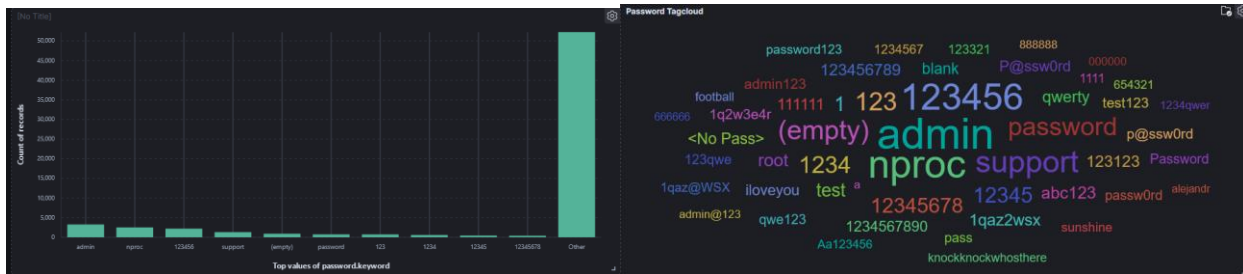 [No Title]
50,000
45,000
40,000
35,000
30,000
25,000
20,000
15,000
10,000
5,000
0
Count of records
admin nproc 123456 support (empty) password 123 1234 12345 12345678 Other
Top values of password.keyword
Password Tagcloud
password123 1234567 123321 888888
123456789 blank P@ssw0rd 000000
admin123 1111 654321
football 111111 1 123 123456 qwerty test123 1234qwer
666666 1q2w3e4r (empty) admin password p@ssw0rd
<No Pass>
123qwe root 1234 nproc support 123123 Password
1qaz@WSX iloveyou test a 12345678 12345 abc123 passw0rd alejandr
admin@123 qwe123 1234567890 1qaz2wsx sunshine
Aa123456 pass
knockknockwhosthere